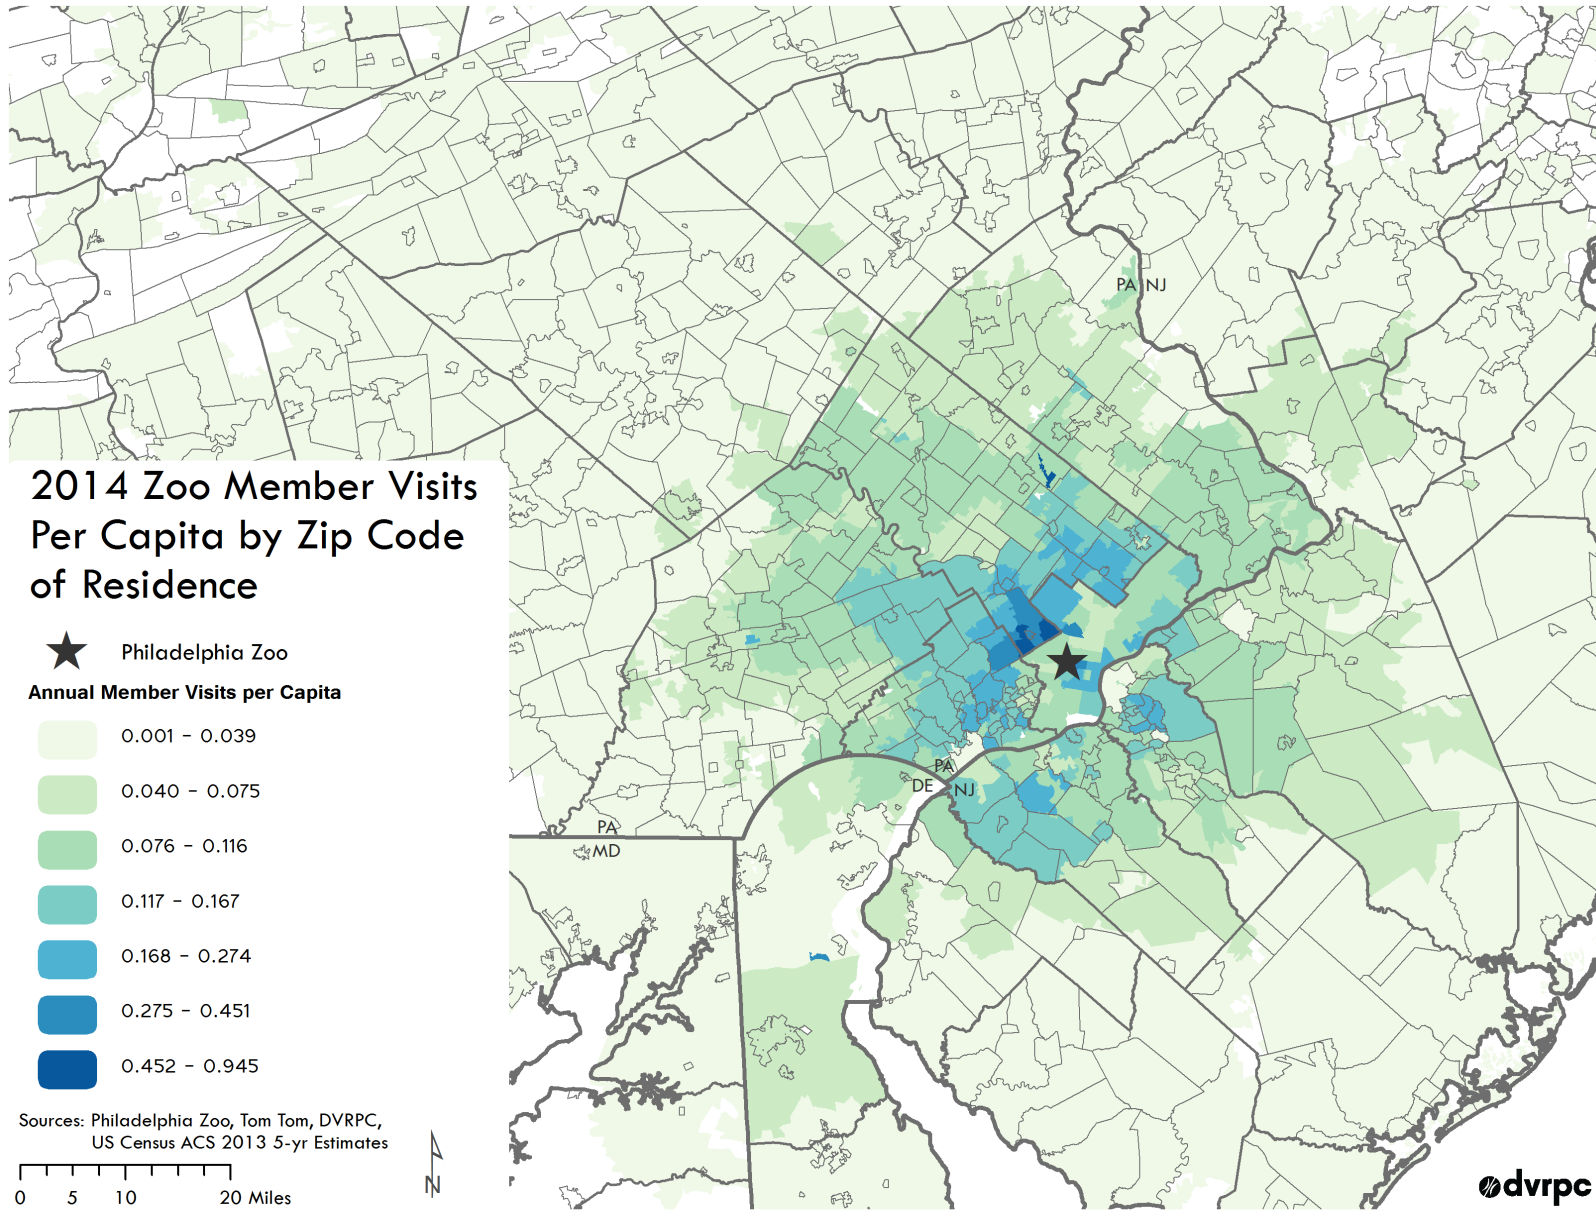 2014 Zoo Member Visits
Per Capita by Zip Code
of Residence
Philadelphia Zoo
Annual Member Visits per Capita
0.001 – 0.039
0.040 – 0.075
0.076 – 0.116
0.117 – 0.167
0.168 – 0.274
0.275 – 0.451
0.452 – 0.945
Sources: Philadelphia Zoo, Tom Tom, DVRPC,
US Census ACS 2013 5-yr Estimates
0 5 10 20 Miles
N
PA NJ
PA
DE NJ
PA
MD
dvrpc